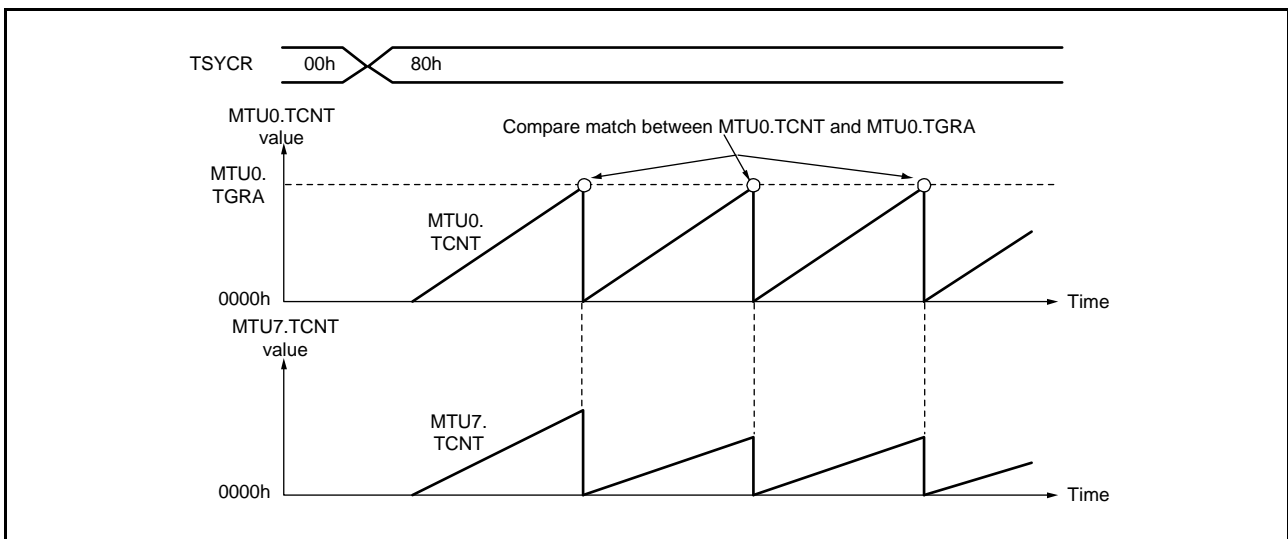 TSYCR 00h 80h
MTU0.TCNT
value
Compare match between MTU0.TCNT and MTU0.TGRA
MTU0.
TGRA
MTU0.
TCNT
0000h
Time
MTU7.TCNT
value
MTU7.
TCNT
0000h
Time